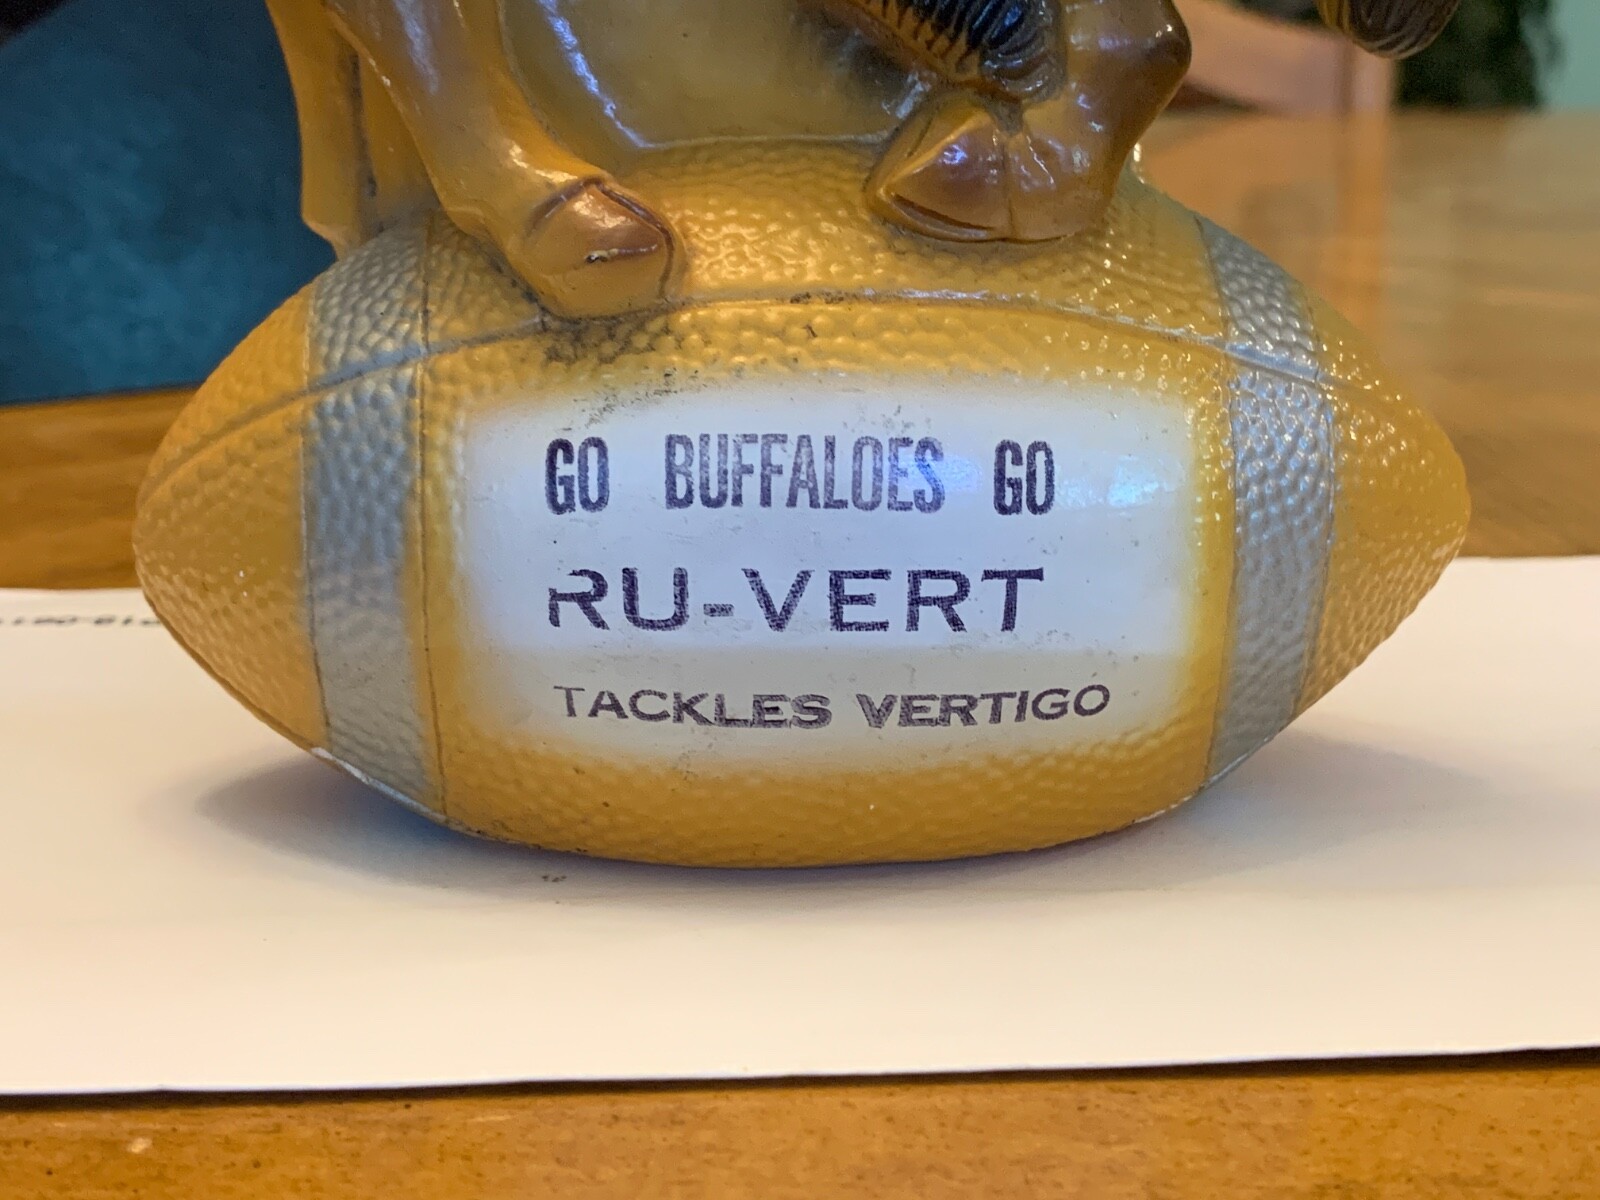 GO BUFFALOES GO
RU-VERT
TACKLES VERTIGO